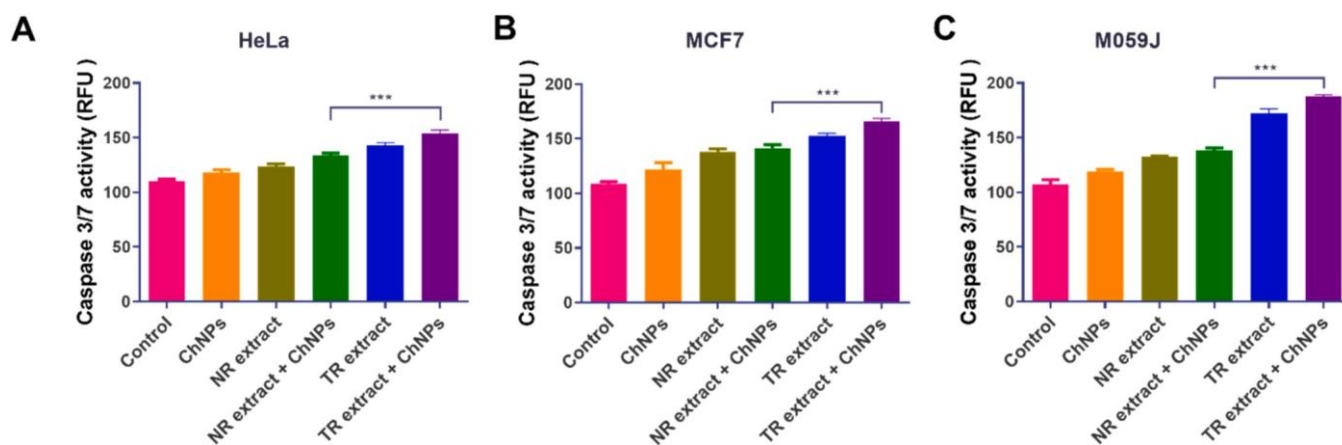 A
HeLa
Caspase 3/7 activity (RFU )
200
150
100
50
0
***
Control
ChNPs
NR extract
NR extract + ChNPs
TR extract
TR extract + ChNPs
B
MCF7
Caspase 3/7 activity (RFU )
200
150
100
50
0
***
Control
ChNPs
NR extract
NR extract + ChNPs
TR extract
TR extract + ChNPs
C
M059J
Caspase 3/7 activity (RFU )
200
150
100
50
0
***
Control
ChNPs
NR extract
NR extract + ChNPs
TR extract
TR extract + ChNPs